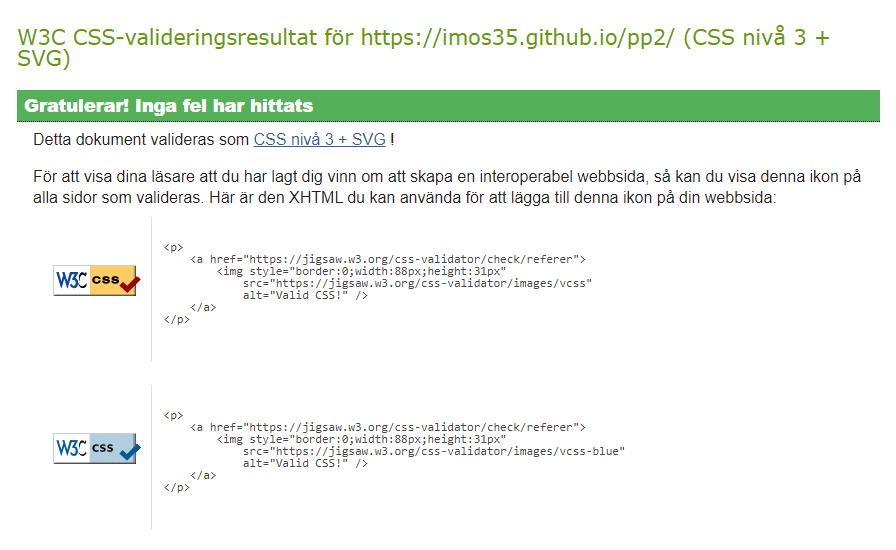 W3C CSS-valideringsresultat för https://imos35.github.io/pp2/ (CSS nivå 3 +
SVG)
Gratulerar! Inga fel har hittats
Detta dokument valideras som CSS nivå 3 + SVG !
För att visa dina läsare att du har lagt dig vinn om att skapa en interoperabel webbsida, så kan du visa denna ikon på
alla sidor som valideras. Här är den XHTML du kan använda för att lägga till denna ikon på din webbsida:
W3C css
<p>
<a href="https://jigsaw.w3.org/css-validator/check/referer">
<img style="border:0;width:88px;height:31px"
src="https://jigsaw.w3.org/css-validator/images/vcss"
alt="Valid CSS!" />
</a>
</p>
W3C css
<p>
<a href="https://jigsaw.w3.org/css-validator/check/referer">
<img style="border:0;width:88px;height:31px"
src="https://jigsaw.w3.org/css-validator/images/vcss-blue"
alt="Valid CSS!" />
</a>
</p>